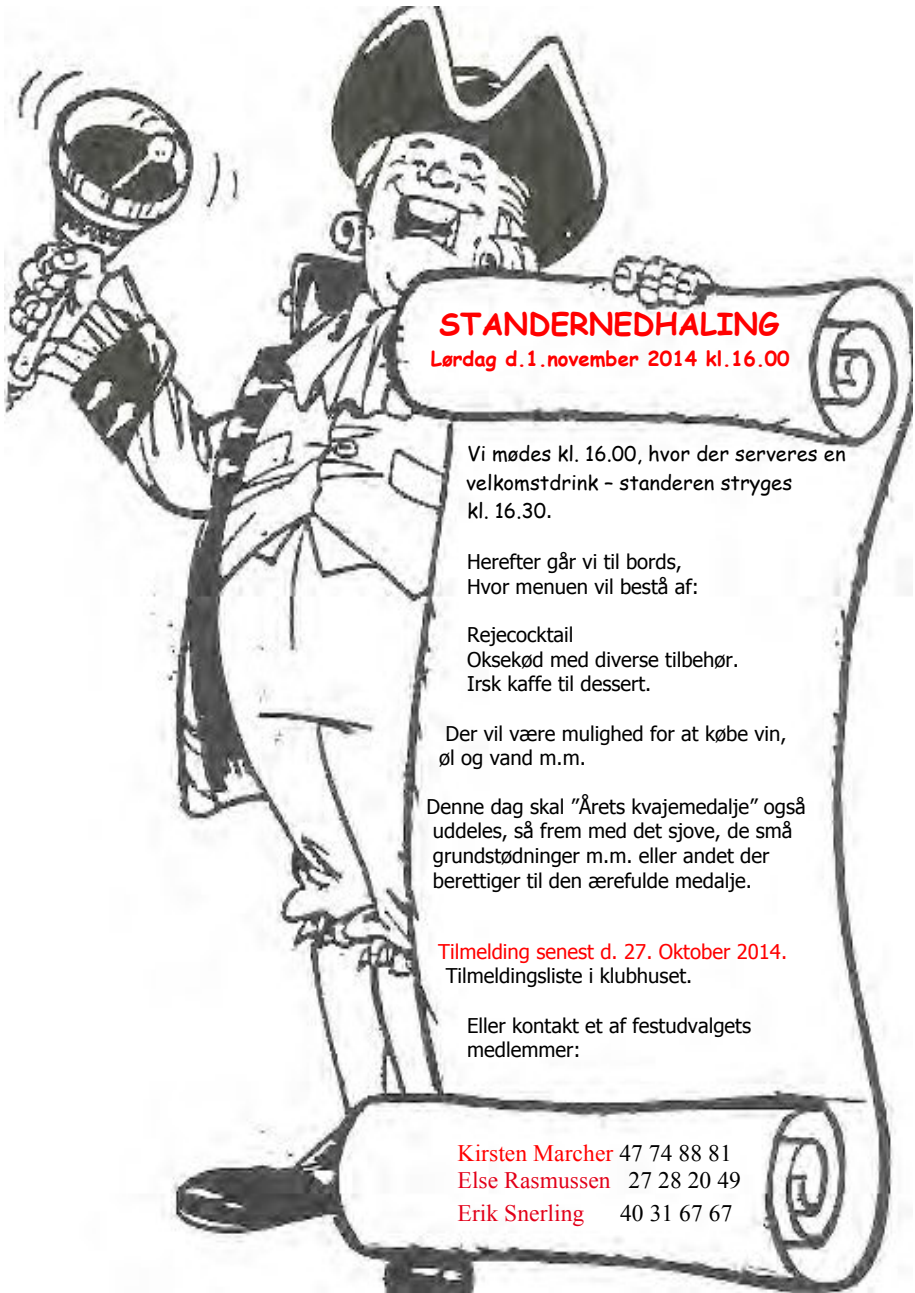 STANDERNEDHALING
Lørdag d.1.november 2014 kl.16.00
Vi mødes kl. 16.00, hvor der serveres en
velkomstdrink – standeren stryges
kl. 16.30.
Herefter går vi til bords,
Hvor menuen vil bestå af:
Rejecocktail
Oksekød med diverse tilbehør.
Irsk kaffe til dessert.
Der vil være mulighed for at købe vin,
øl og vand m.m.
Denne dag skal ”Årets kvajemedalje” også
uddeles, så frem med det sjove, de små
grundstødninger m.m. eller andet der
berettiger til den ærefulde medalje.
Tilmelding senest d. 27. Oktober 2014.
Tilmeldingsliste i klubhuset.
Eller kontakt et af festudvalgets
medlemmer:
Kirsten Marcher 47 74 88 81
Else Rasmussen 27 28 20 49
Erik Snerling 40 31 67 67